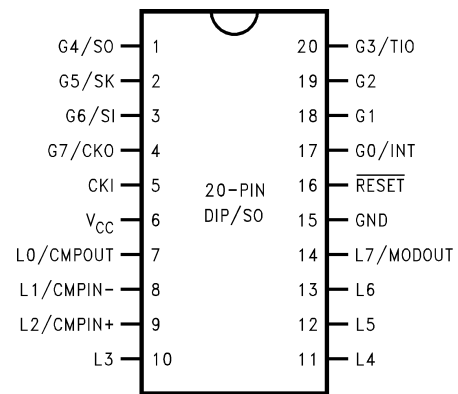 G4/SO 1 20 G3/TIO
G5/SK 2 19 G2
G6/SI 3 18 G1
G7/CKO 4 17 G0/INT
CKI 5 20-PIN 16 RESET
VCC 6 DIP/SO 15 GND
L0/CMPOUT 7 14 L7/MODOUT
L1/CMPIN- 8 13 L6
L2/CMPIN+ 9 12 L5
L3 10 11 L4